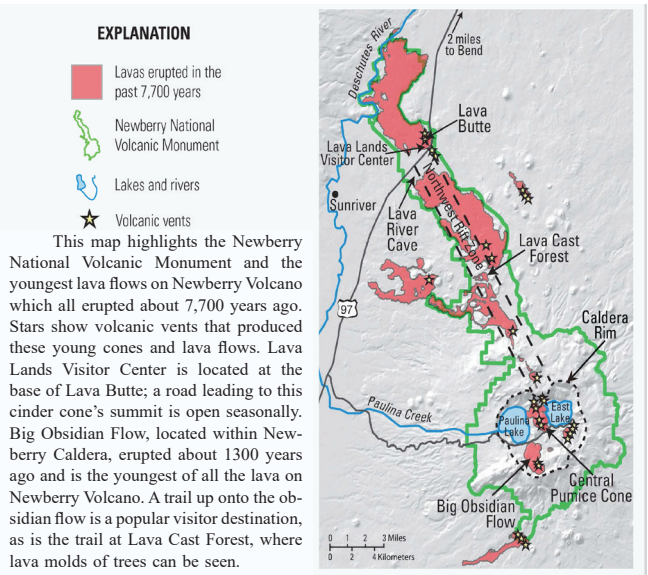 EXPLANATION
Lavas erupted in the
past 7,700 years
Newberry National
Volcanic Monument
Lakes and rivers
Volcanic vents
This map highlights the Newberry
National Volcanic Monument and the
youngest lava flows on Newberry Volcano
which all erupted about 7,700 years ago.
Stars show volcanic vents that produced
these young cones and lava flows. Lava
Lands Visitor Center is located at the
base of Lava Butte; a road leading to this
cinder cone's summit is open seasonally.
Big Obsidian Flow, located within New-
berry Caldera, erupted about 1300 years
ago and is the youngest of all the lava on
Newberry Volcano. A trail up onto the ob-
sidian flow is a popular visitor destination,
as is the trail at Lava Cast Forest, where
lava molds of trees can be seen.
Deschutes River
2 miles
to Bend
Lava
Butte
Lava Lands
Visitor Center
Sunriver
Lava
River
Cave
Northwest Rift Zone
Lava Cast
Forest
97
Caldera
Rim
Paulina Creek
Paulina
Lake
East
Lake
Central
Pumice Cone
Big Obsidian
Flow
0 1 2 3 Miles
0 2 4 Kilometers